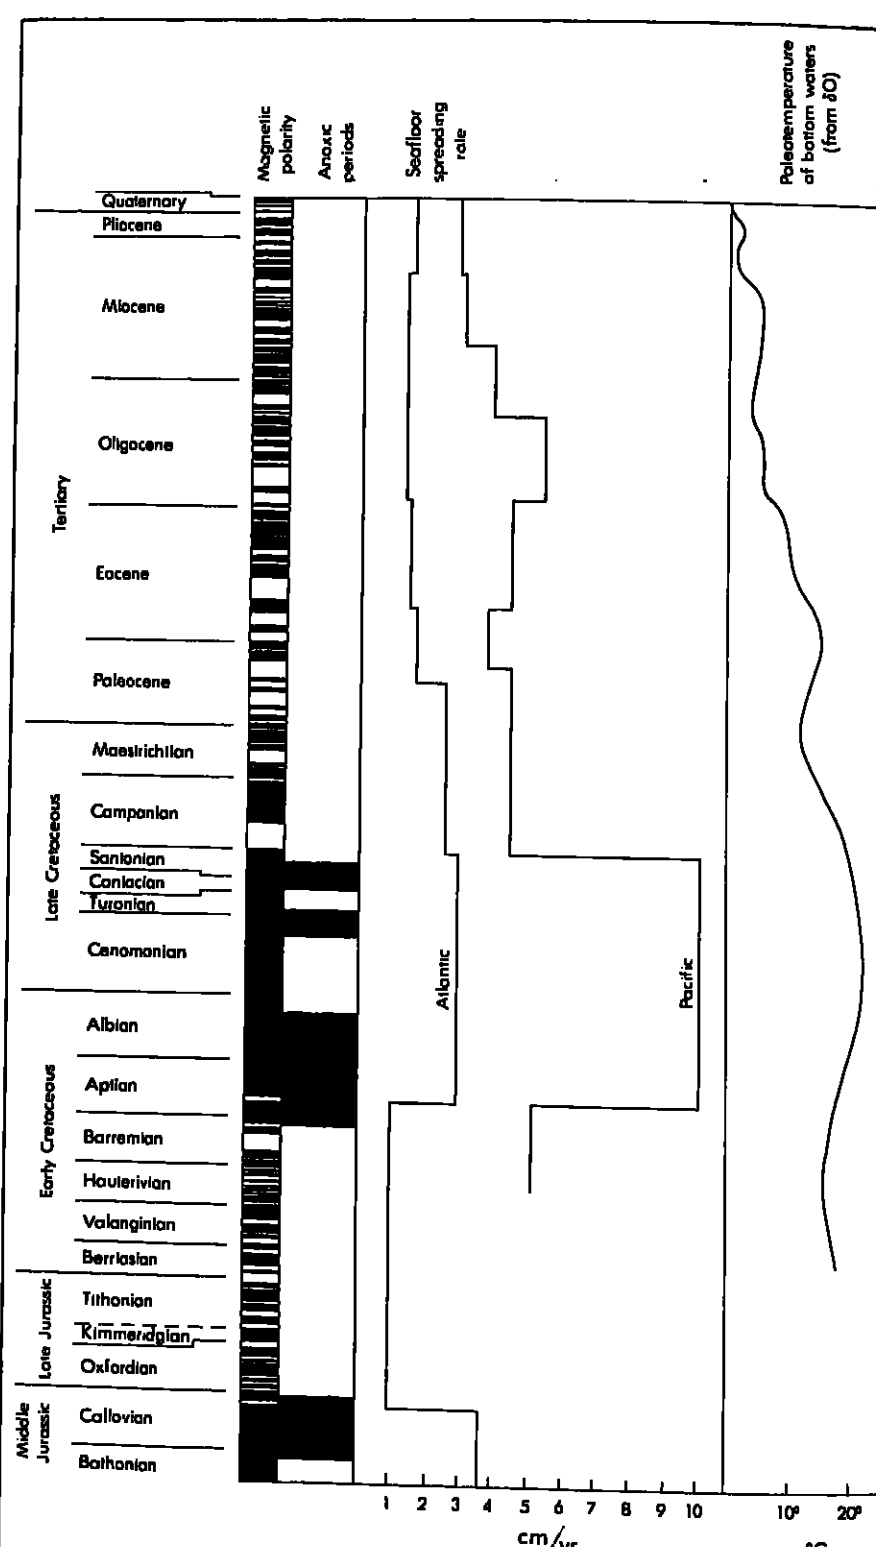 Magnetic
polarity
Anoxic
periods
Seafloor
spreading
rate
Paleotemperature
of bottom waters
(from δO)
Quaternary
Pliocene
Miocene
Oligocene
Tertiary
Eocene
Paleocene
Maestrichtian
Campanian
Santonian
Late Cretaceous
Coniacian
Turonian
Cenomanian
Atlantic
Pacific
Albian
Aptian
Early Cretaceous
Barremian
Hauterivian
Valanginian
Berriasian
Tithonian
Late Jurassic
Kimmeridgian
Oxfordian
Middle
Jurassic
Callovian
Bathonian
1 2 3 4 5 6 7 8 9 10 10° 20°
cm/yr